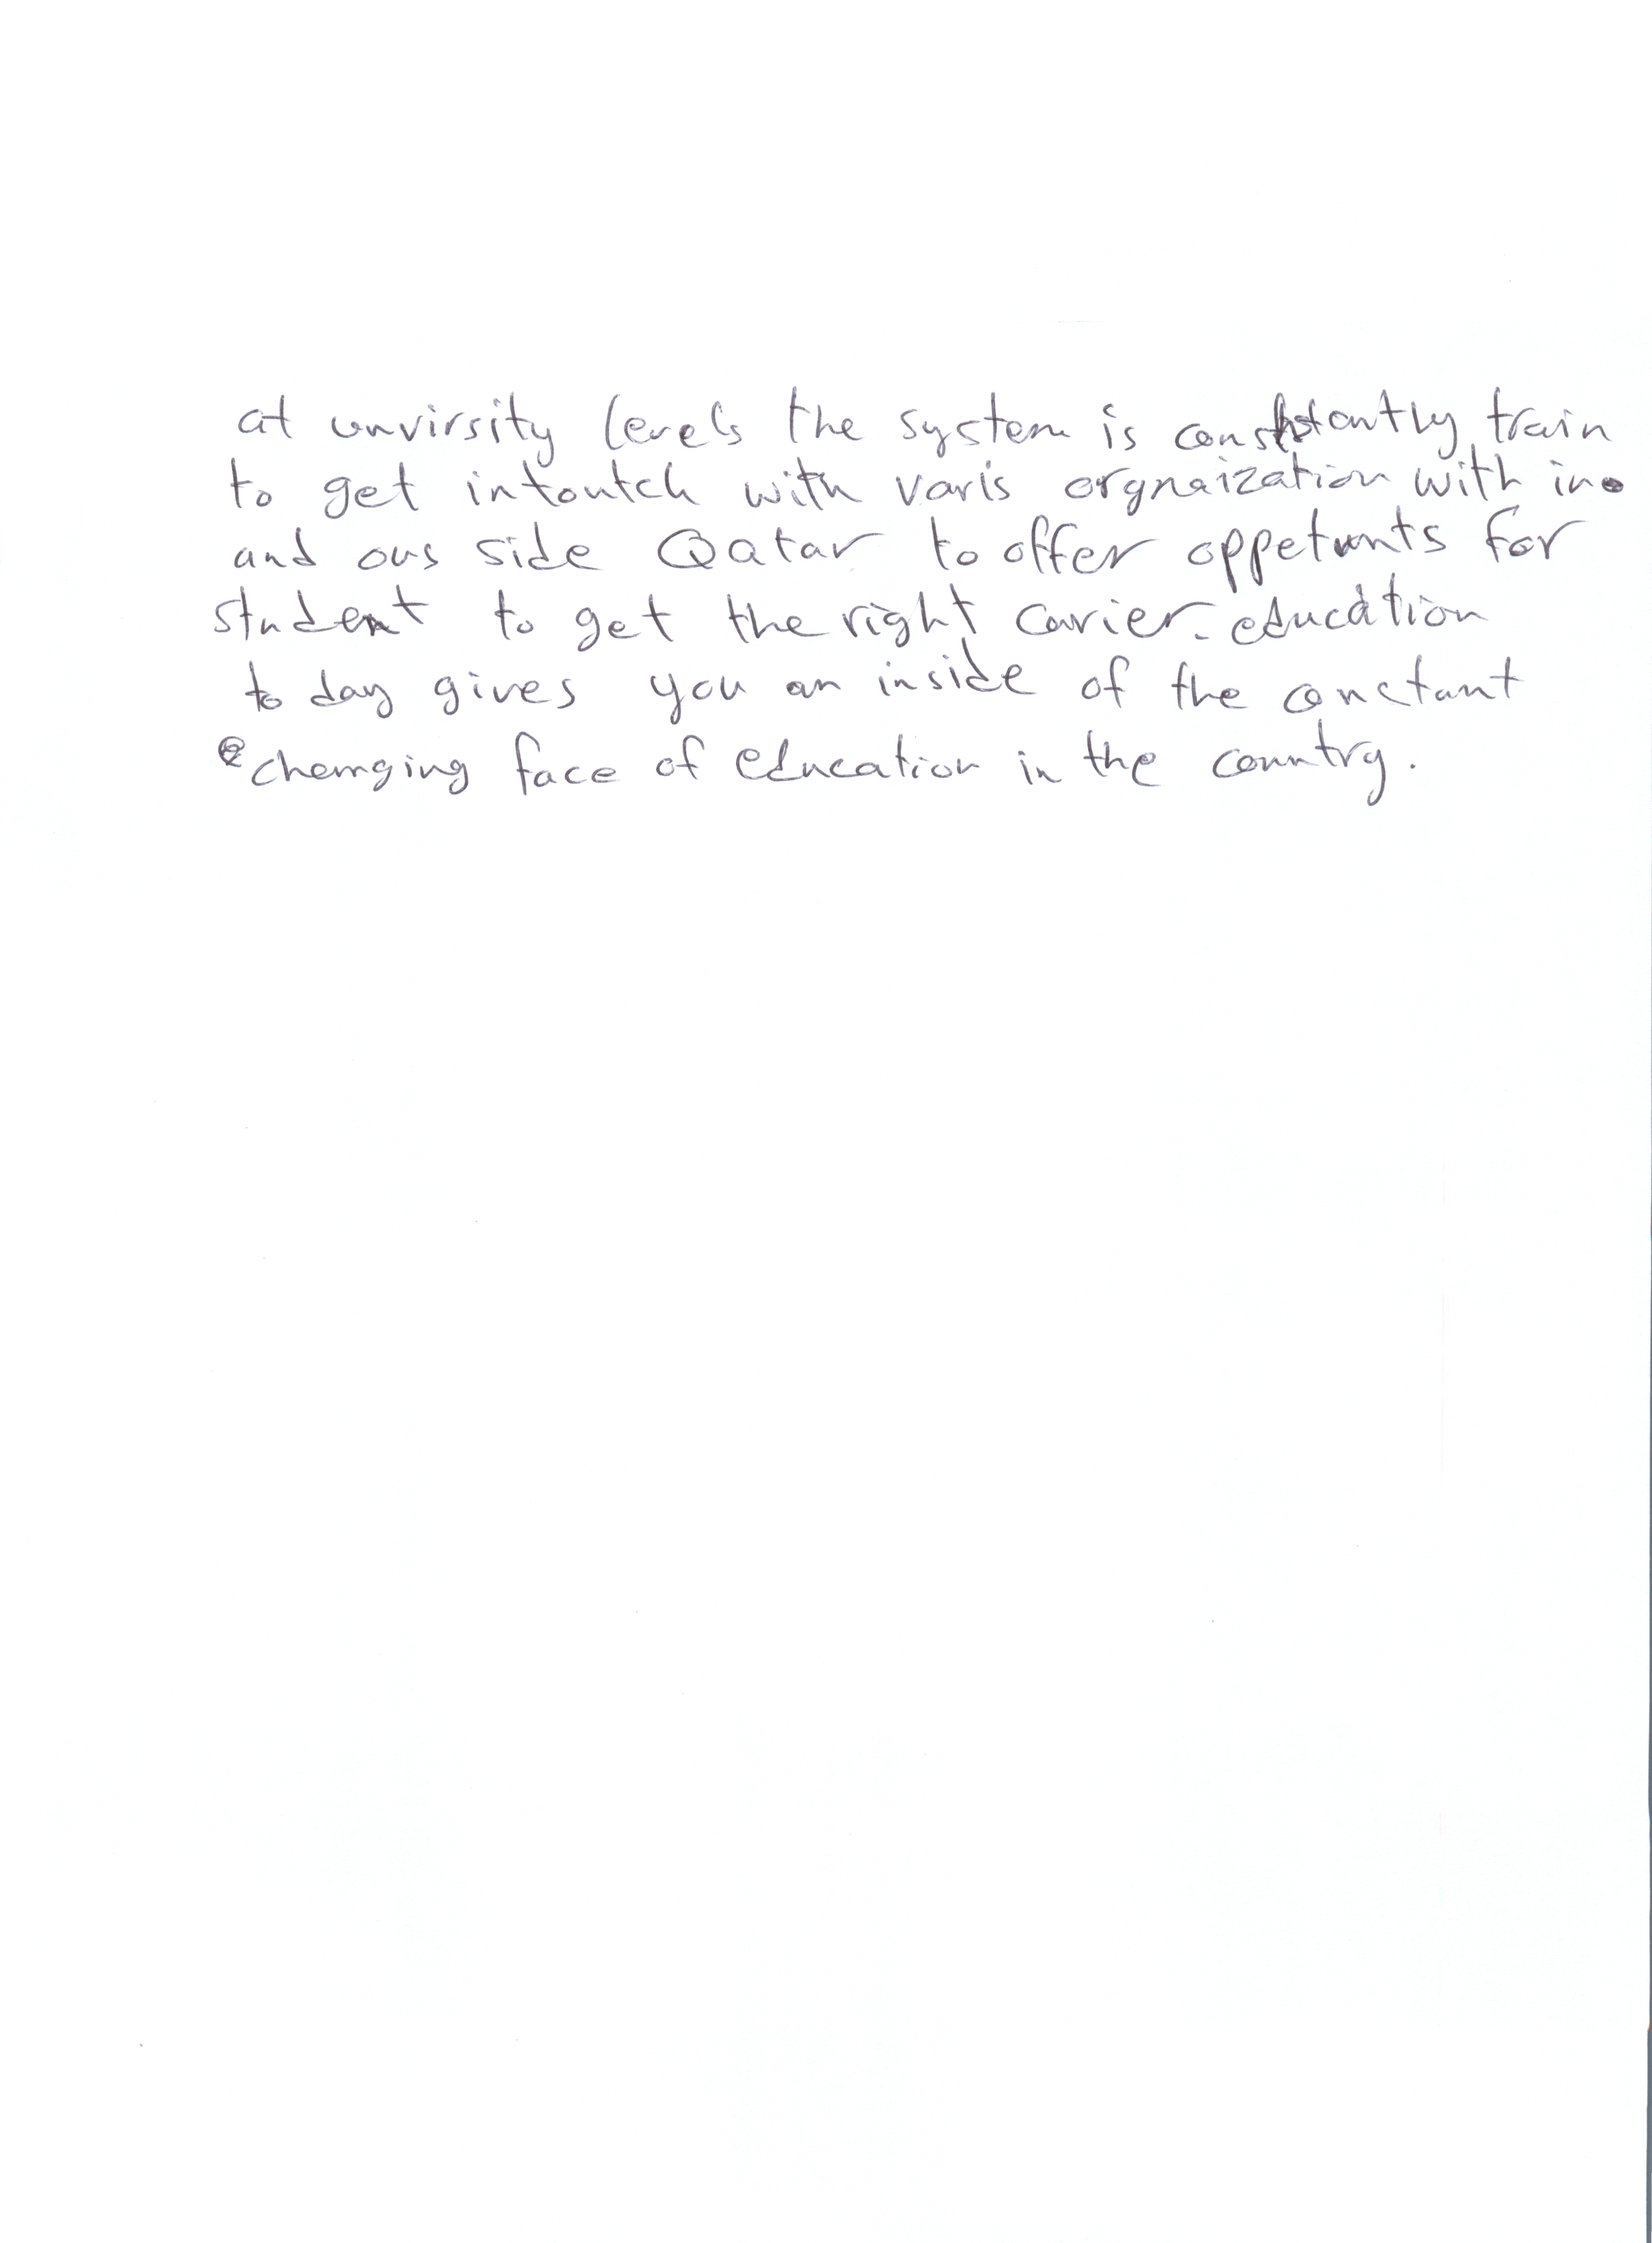 at unvirsity levels the system is constantly train
to get intoutch with varis orgnaization with in
and ous side Qatar to offer oppetunts for
student to get the right carier. education
to day gives you an inside of the constant
changing face of education in the country.